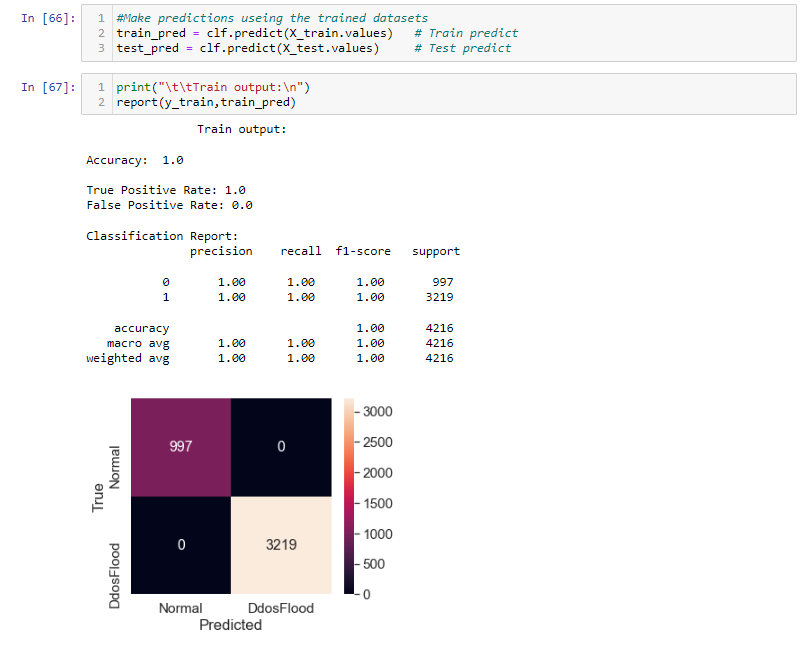 In [66]:
1 #Make predictions useing the trained datasets
2 train_pred = clf.predict(X_train.values)   # Train predict
3 test_pred = clf.predict(X_test.values)     # Test predict
In [67]:
1 print("\t\tTrain output:\n")
2 report(y_train,train_pred)
Train output:
Accuracy:  1.0
True Positive Rate: 1.0
False Positive Rate: 0.0
Classification Report:
precision    recall  f1-score   support
0       1.00      1.00      1.00       997
1       1.00      1.00      1.00      3219
accuracy                           1.00      4216
macro avg       1.00      1.00      1.00      4216
weighted avg       1.00      1.00      1.00      4216
997 0
0 3219
True
Normal
DdosFlood
Normal DdosFlood
Predicted
3000
2500
2000
1500
1000
500
0